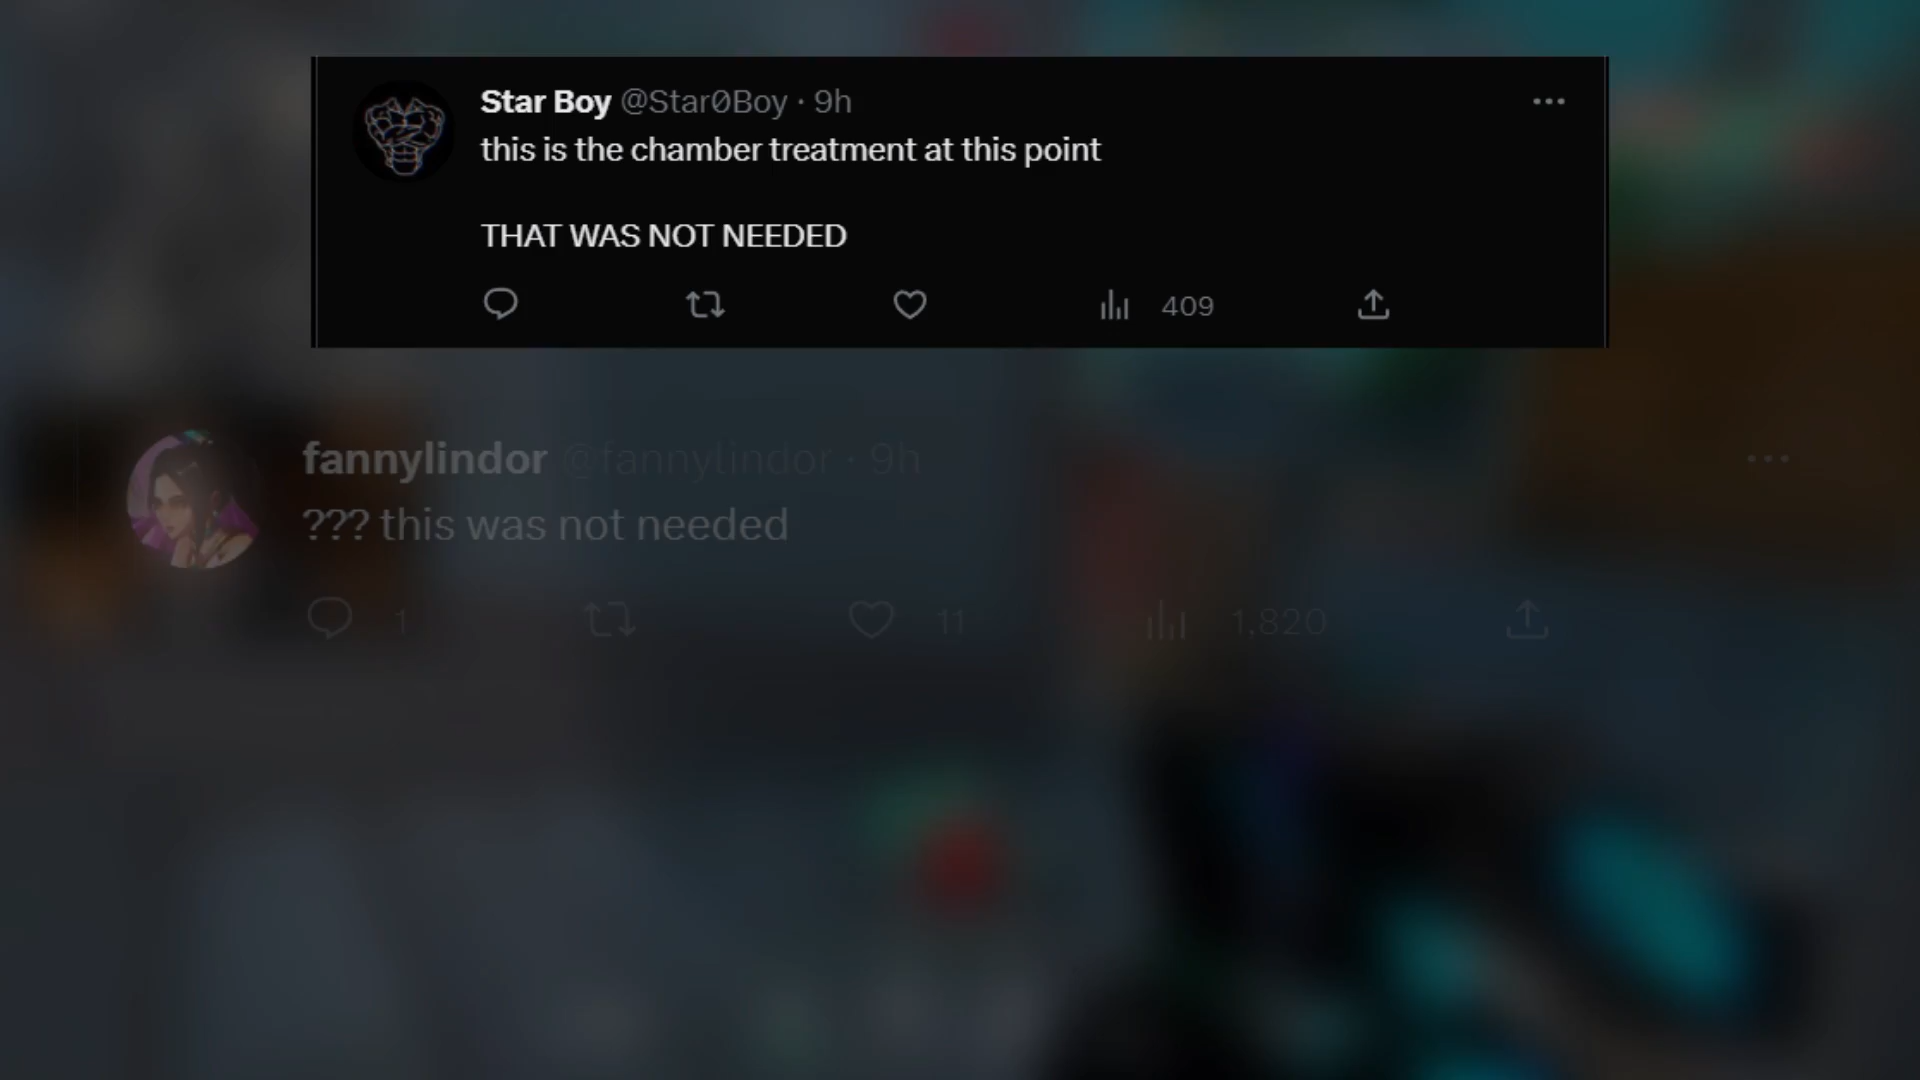 Star Boy @Star0Boy · 9h
this is the chamber treatment at this point
THAT WAS NOT NEEDED
409
fannylindor @fannylindor · 9h
??? this was not needed
1 11 1,820